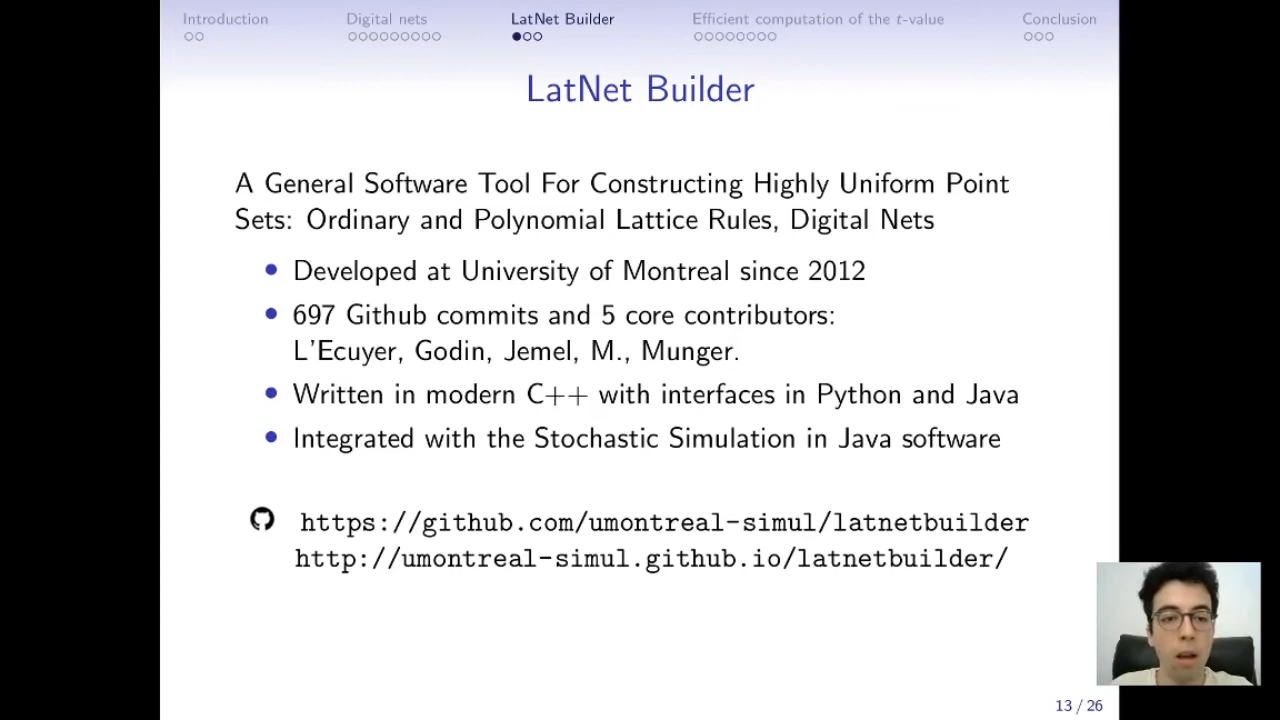 Introduction Digital nets LatNet Builder Efficient computation of the t-value Conclusion
LatNet Builder
A General Software Tool For Constructing Highly Uniform Point
Sets: Ordinary and Polynomial Lattice Rules, Digital Nets
Developed at University of Montreal since 2012
697 Github commits and 5 core contributors:
L'Ecuyer, Godin, Jemel, M., Munger.
Written in modern C++ with interfaces in Python and Java
Integrated with the Stochastic Simulation in Java software
https://github.com/umontreal-simul/latnetbuilder
http://umontreal-simul.github.io/latnetbuilder/
13 / 26